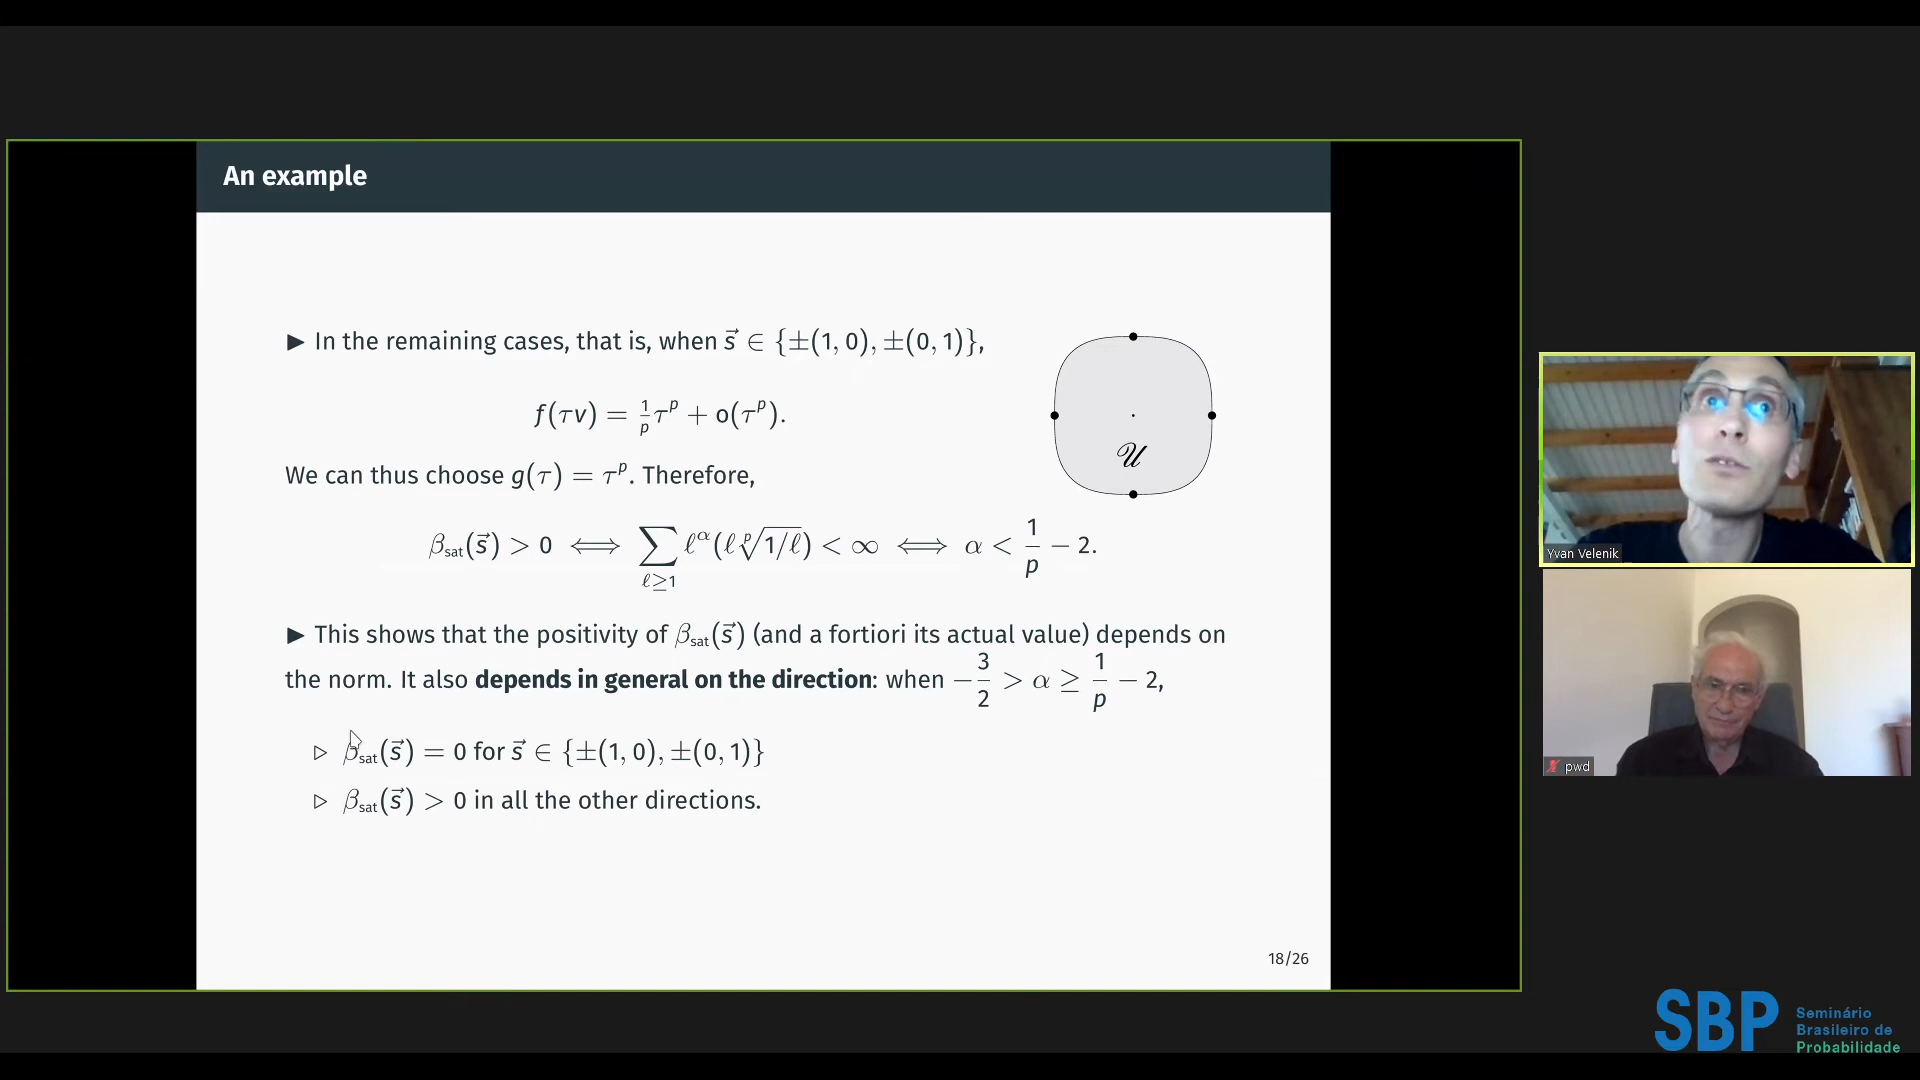 An example
▶ In the remaining cases, that is, when s⃗ ∈ {±(1, 0), ±(0, 1)},
f(τv) = 1/p τ^p + o(τ^p).
𝒰
We can thus choose g(τ) = τ^p. Therefore,
β_sat(s⃗) > 0 ⟺ ∑_{ℓ≥1} ℓ^α(ℓ ᵖ√(1/ℓ)) < ∞ ⟺ α < 1/p − 2.
▶ This shows that the positivity of β_sat(s⃗) (and a fortiori its actual value) depends on
the norm. It also depends in general on the direction: when −3/2 > α ≥ 1/p − 2,
▷ β_sat(s⃗) = 0 for s⃗ ∈ {±(1, 0), ±(0, 1)}
▷ β_sat(s⃗) > 0 in all the other directions.
18/26
Yvan Velenik
pwd
SBP
Seminário
Brasileiro de
Probabilidade